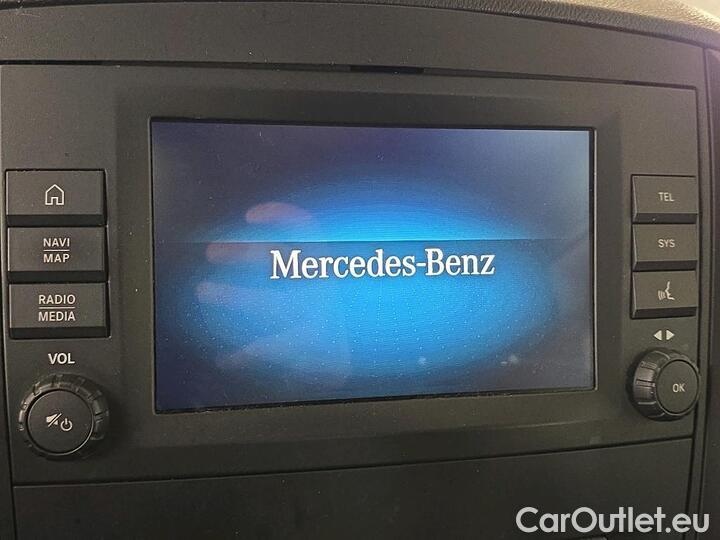 NAVI
MAP
RADIO
MEDIA
VOL
Mercedes-Benz
TEL
SYS
OK
CarOutlet.eu